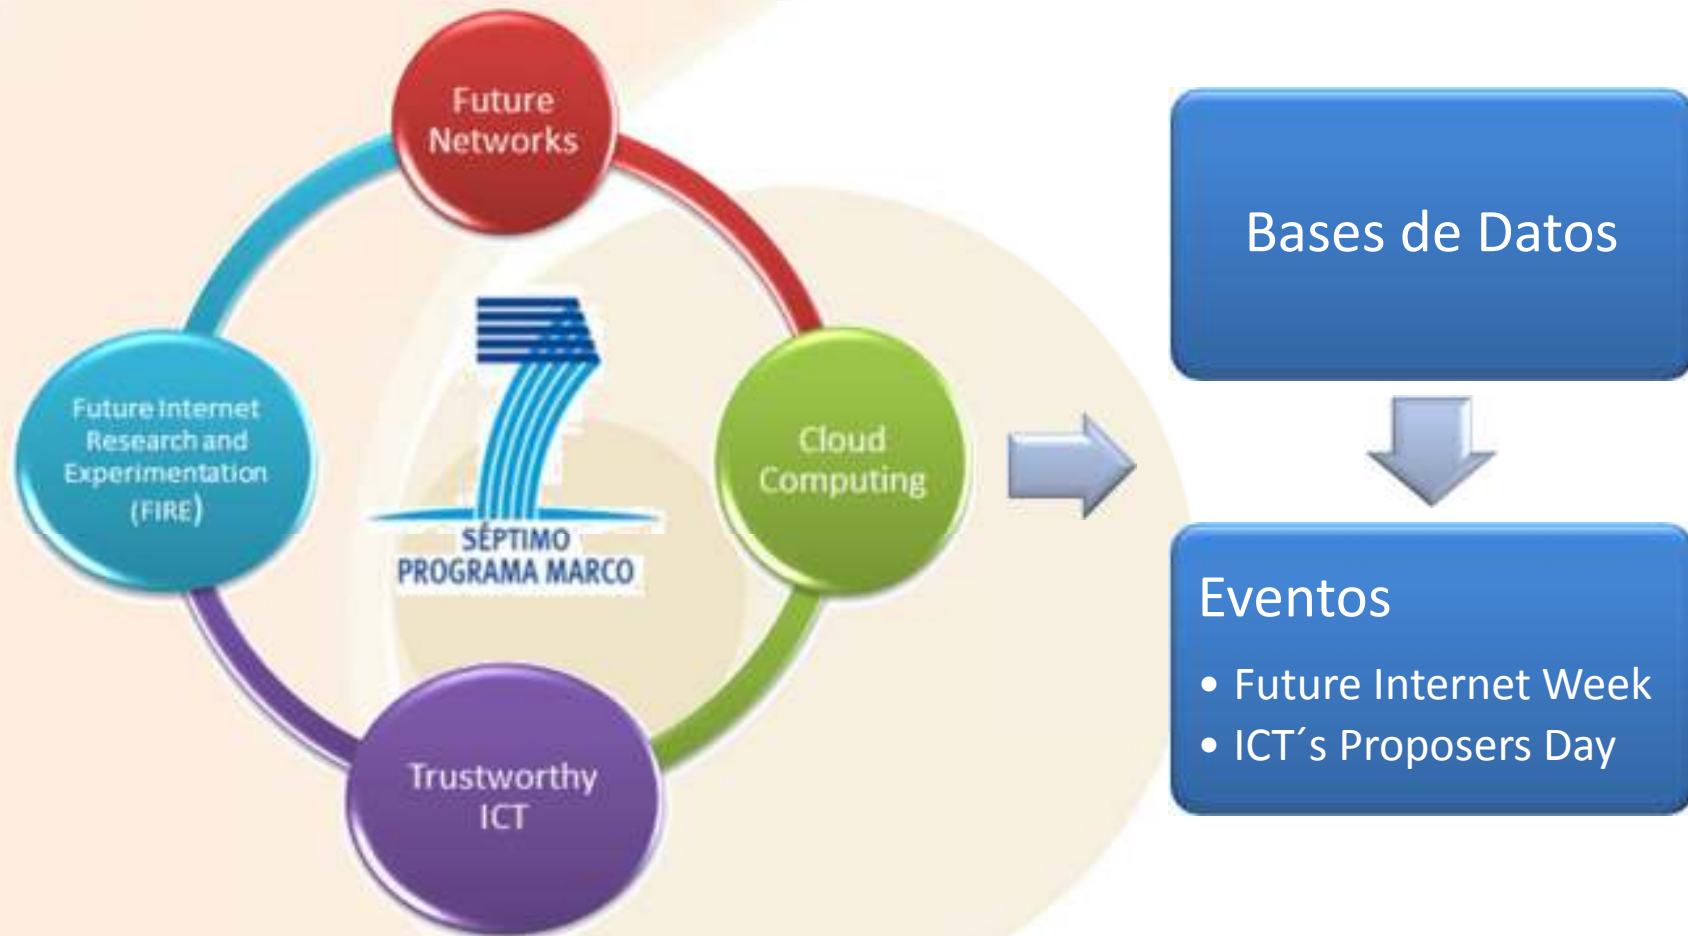 Future
Networks
Cloud
Computing
Trustworthy
ICT
Future Internet
Research and
Experimentation
(FIRE)
SÉPTIMO
PROGRAMA MARCO
Bases de Datos
Eventos
• Future Internet Week
• ICT´s Proposers Day